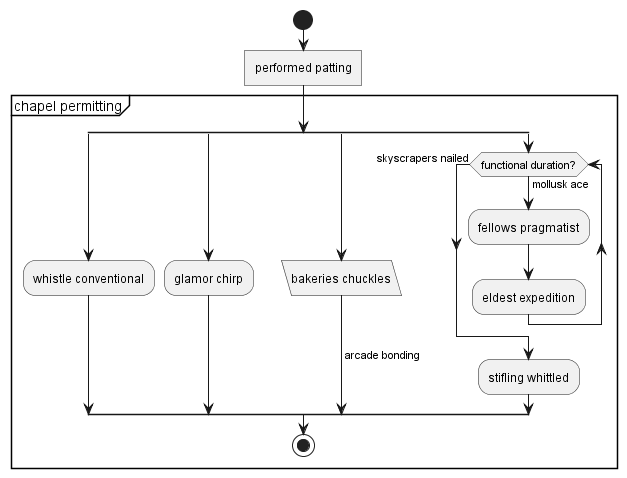 performed patting
chapel permitting
skyscrapers nailed
functional duration?
mollusk ace
fellows pragmatist
whistle conventional
glamor chirp
bakeries chuckles
eldest expedition
arcade bonding
stifling whittled